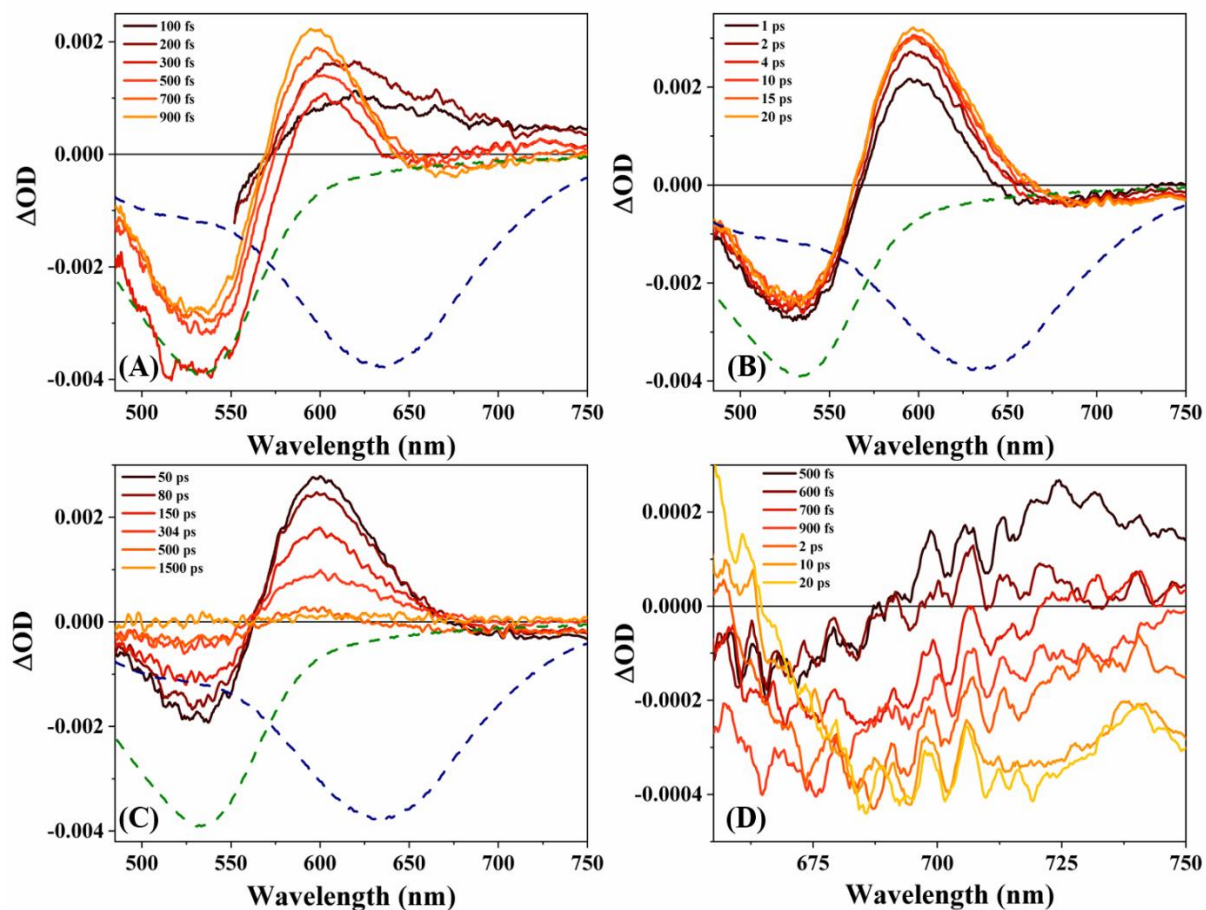 100 fs
200 fs
300 fs
500 fs
700 fs
900 fs
0.002
0.000
-0.002
-0.004
ΔOD
(A)
500 550 600 650 700 750
Wavelength (nm)
1 ps
2 ps
4 ps
10 ps
15 ps
20 ps
0.002
0.000
-0.002
-0.004
ΔOD
(B)
500 550 600 650 700 750
Wavelength (nm)
50 ps
80 ps
150 ps
304 ps
500 ps
1500 ps
0.002
0.000
-0.002
-0.004
ΔOD
(C)
500 550 600 650 700 750
Wavelength (nm)
500 fs
600 fs
700 fs
900 fs
2 ps
10 ps
20 ps
0.0002
0.0000
-0.0002
-0.0004
ΔOD
(D)
675 700 725 750
Wavelength (nm)